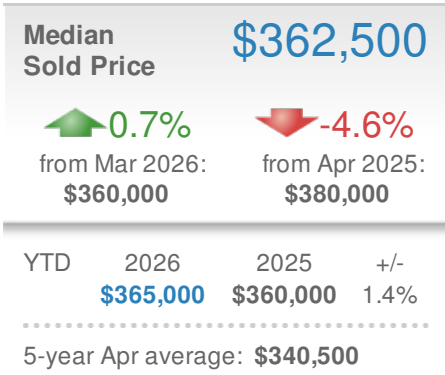 Median $362,500
Sold Price
0.7% -4.6%
from Mar 2026: from Apr 2025:
$360,000 $380,000
YTD 2026 2025 +/-
$365,000 $360,000 1.4%
5-year Apr average: $340,500